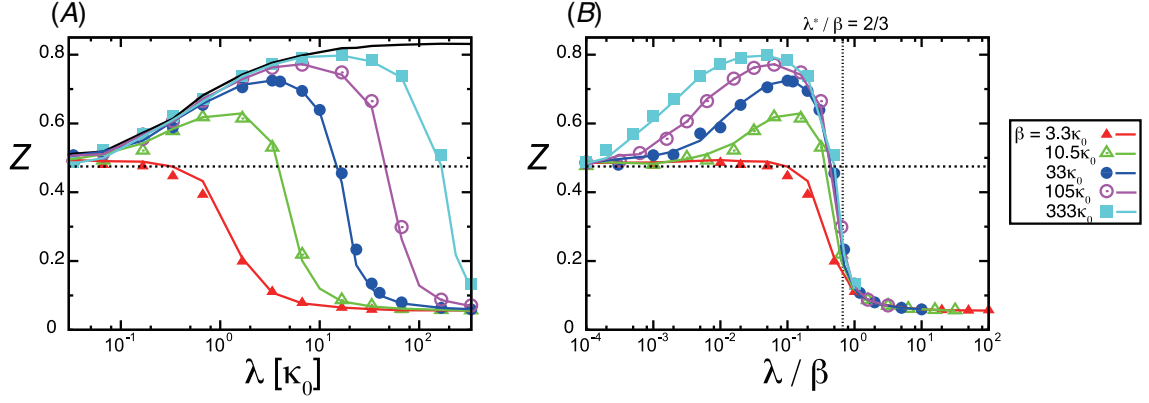 (A)
(B)
λ* / β = 2/3
0.8
0.6
Z
0.4
0.2
0
10⁻¹ 10⁰ 10¹ 10²
λ [κ₀]
0.8
0.6
Z
0.4
0.2
0
10⁻⁴ 10⁻³ 10⁻² 10⁻¹ 10⁰ 10¹ 10²
λ / β
β = 3.3κ₀
10.5κ₀
33κ₀
105κ₀
333κ₀